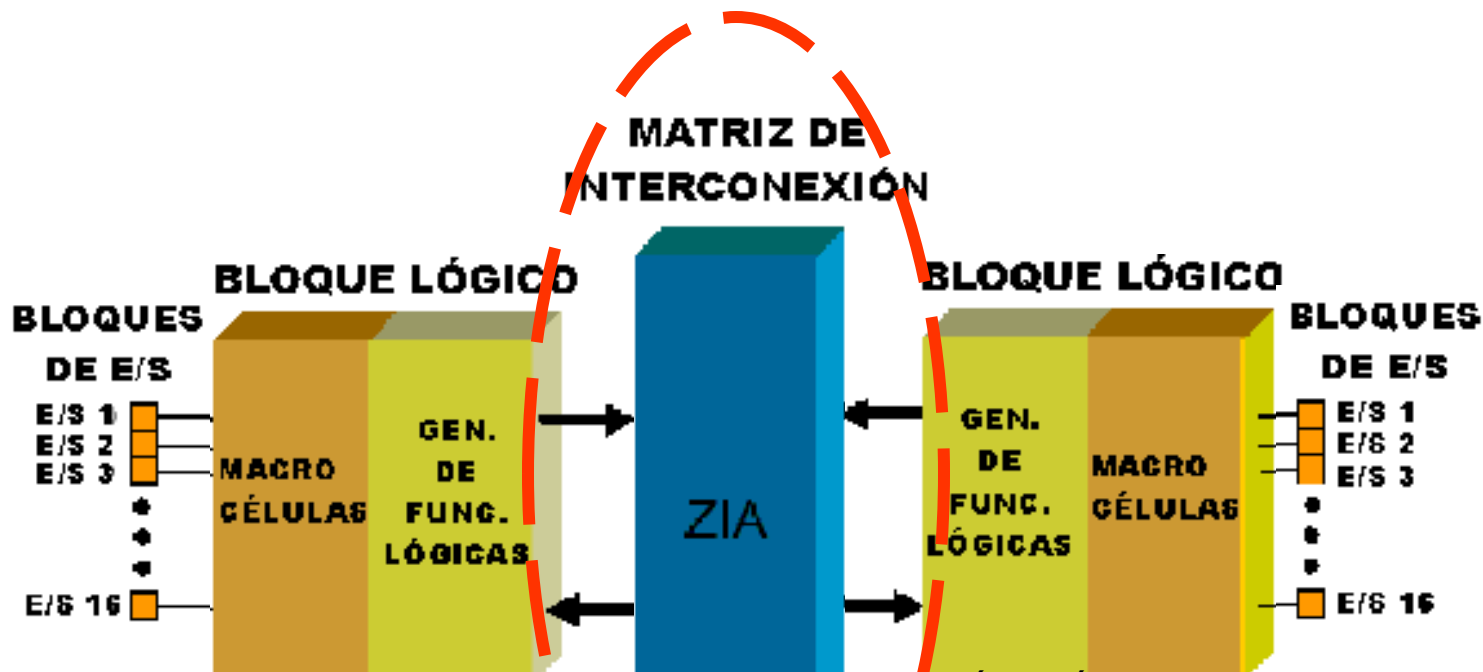 MATRIZ DE
INTERCONEXIÓN
BLOQUE LÓGICO
BLOQUE LÓGICO
BLOQUES
DE E/S
BLOQUES
DE E/S
E/S 1
E/S 2
E/S 3
E/S 16
MACRO
CÉLULAS
GEN.
DE
FUNC.
LÓGICAS
ZIA
GEN.
DE
FUNC.
LÓGICAS
MACRO
CÉLULAS
E/S 1
E/S 2
E/S 3
E/S 16